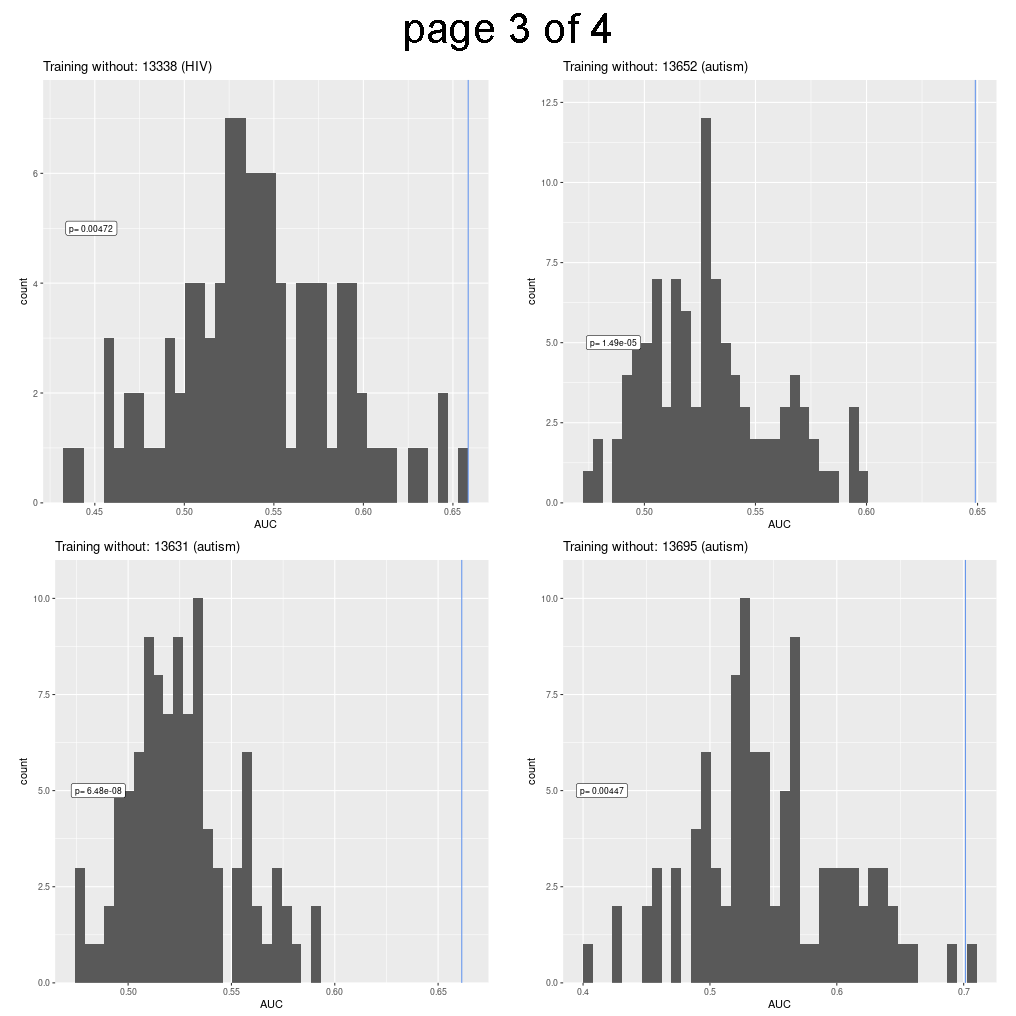 page 3 of 4
Training without: 13338 (HIV)
6
4
2
0
count
p= 0.00472
0.45 0.50 0.55 0.60 0.65
AUC
Training without: 13652 (autism)
12.5
10.0
7.5
5.0
2.5
0.0
count
p= 1.49e-05
0.50 0.55 0.60 0.65
AUC
Training without: 13631 (autism)
10.0
7.5
5.0
2.5
0.0
count
p= 6.48e-08
0.50 0.55 0.60 0.65
AUC
Training without: 13695 (autism)
10.0
7.5
5.0
2.5
0.0
count
p= 0.00447
0.4 0.5 0.6 0.7
AUC